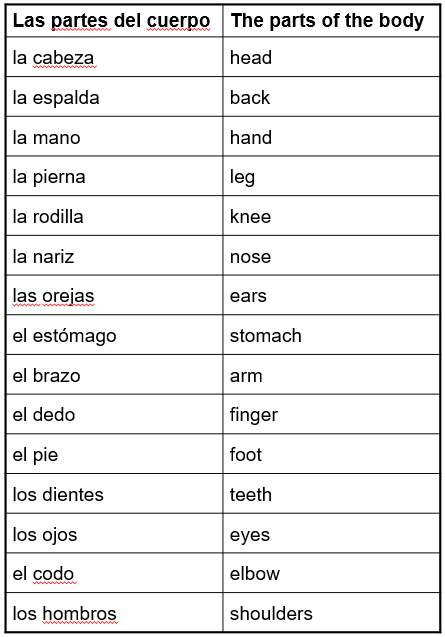 Las partes del cuerpo The parts of the body
la cabeza head
la espalda back
la mano hand
la pierna leg
la rodilla knee
la nariz nose
las orejas ears
el estómago stomach
el brazo arm
el dedo finger
el pie foot
los dientes teeth
los ojos eyes
el codo elbow
los hombros shoulders